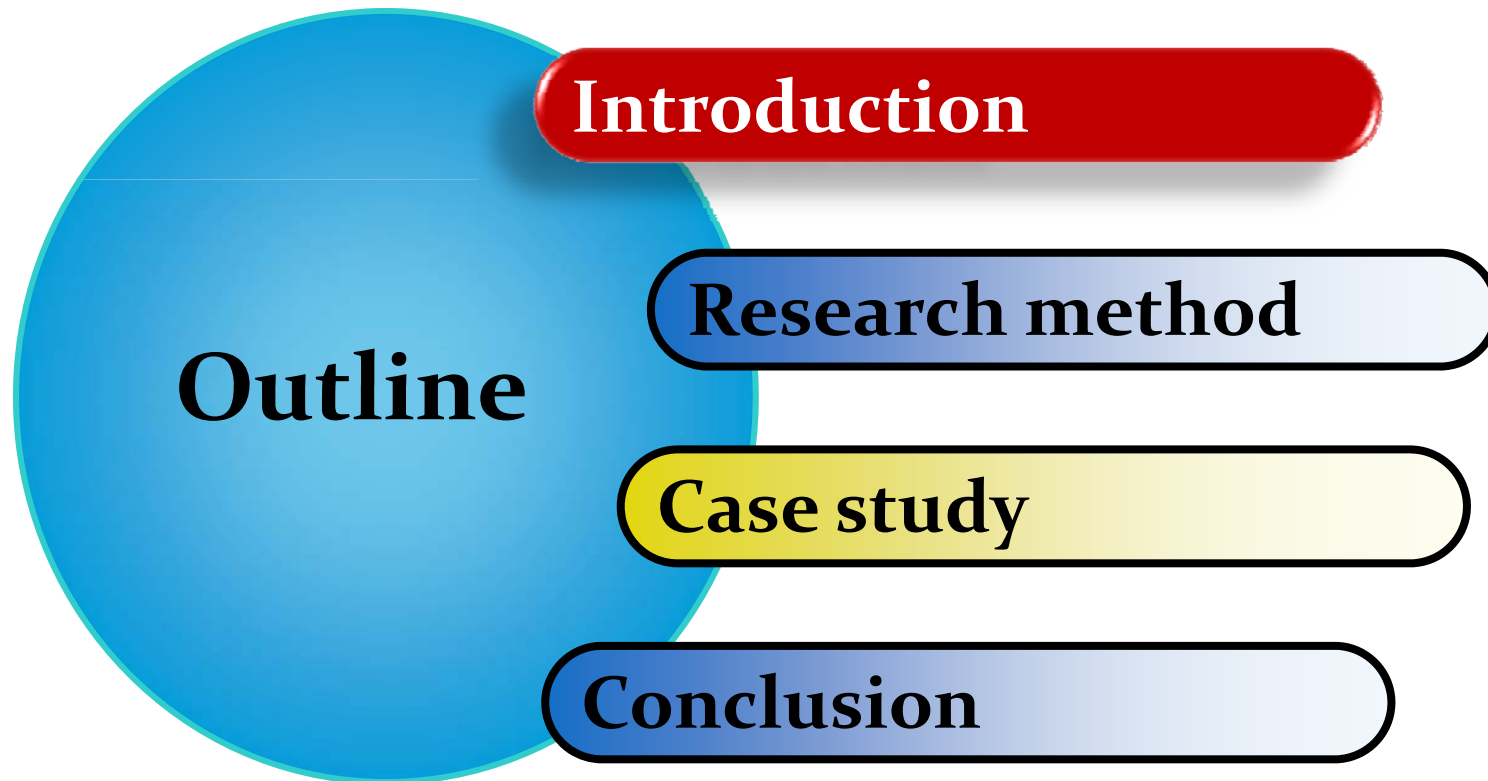 Outline
Introduction
Research method
Case study
Conclusion